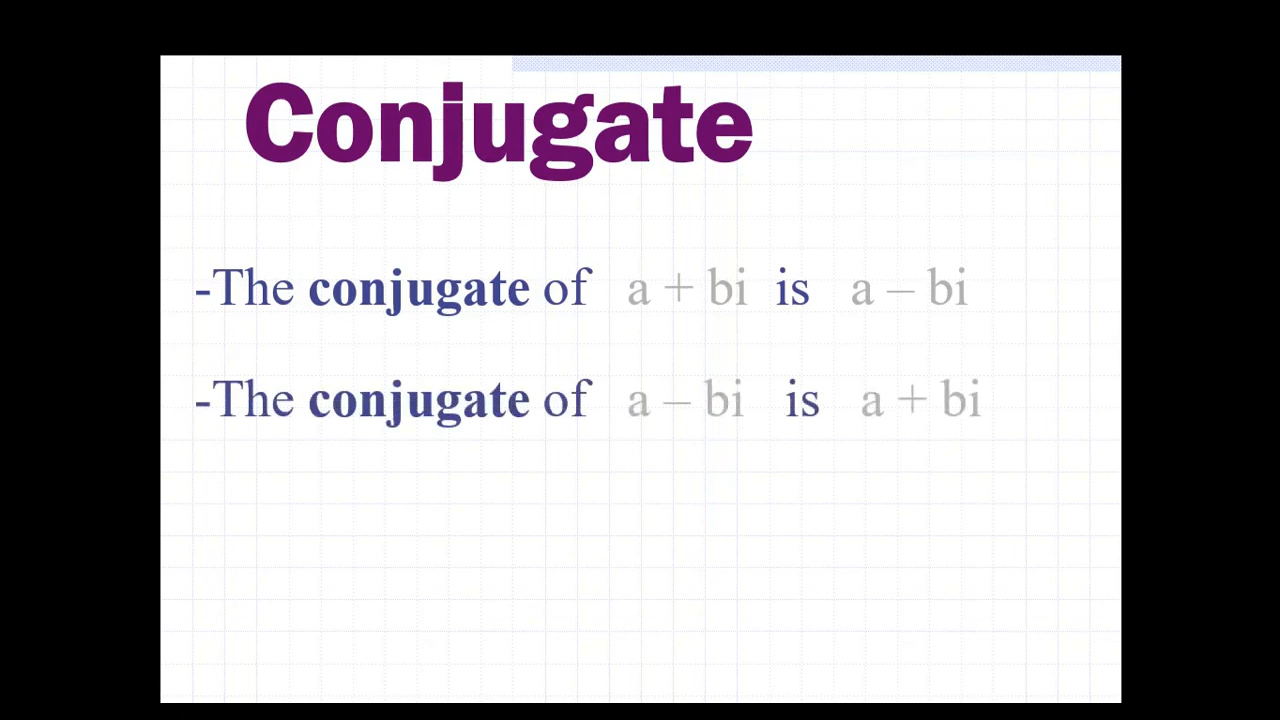 Conjugate
-The conjugate of a + bi is a – bi
-The conjugate of a – bi is a + bi